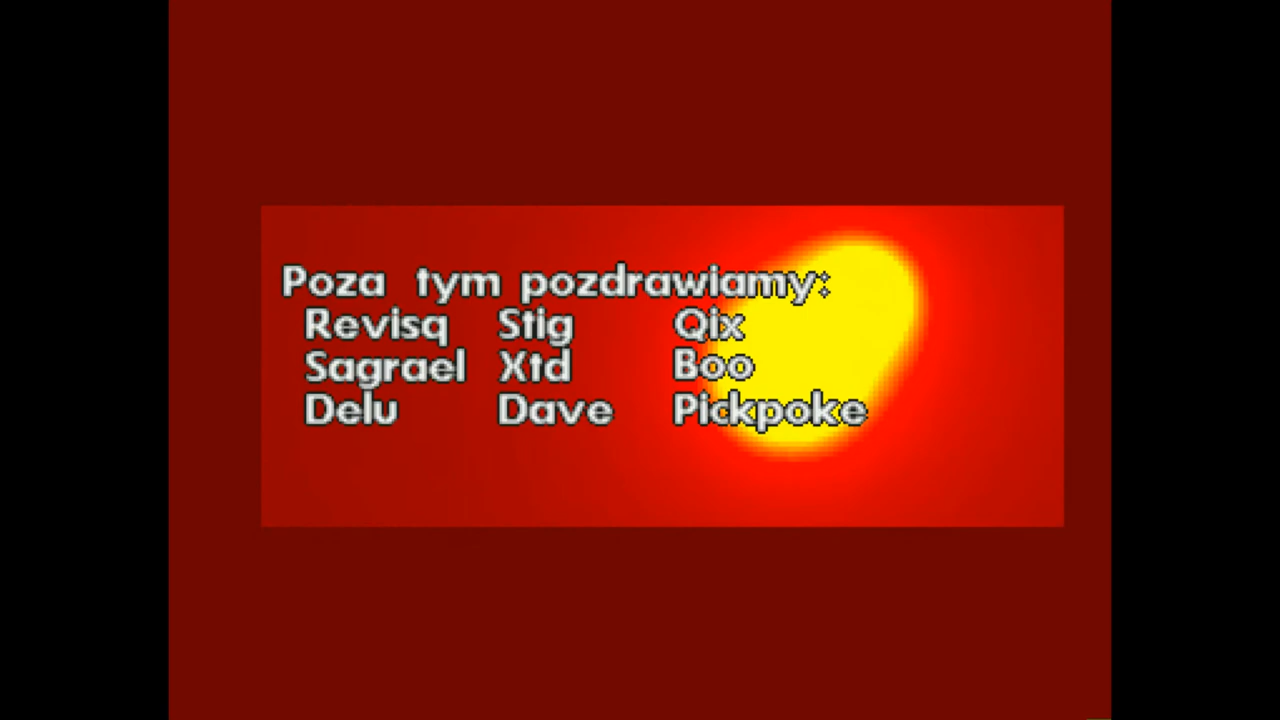 Poza tym pozdrawiamy:
Revisq Stig Qix
Sagrael Xtd Boo
Delu Dave Pickpoke